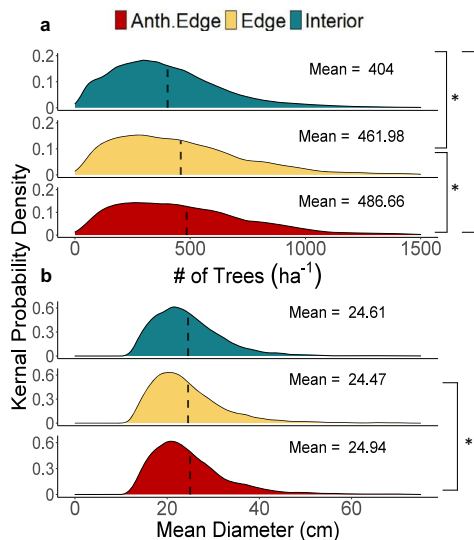 Anth.Edge Edge Interior
a
0.2
0.1
0
Mean = 404
*
0.2
0.1
0
Mean = 461.98
*
0.2
0.1
0
Mean = 486.66
0 500 1000 1500
# of Trees (ha-1)
Kernal Probability Density
b
0.6
0.3
0.0
Mean = 24.61
0.6
0.3
0.0
Mean = 24.47
*
0.6
0.3
0.0
Mean = 24.94
0 20 40 60
Mean Diameter (cm)